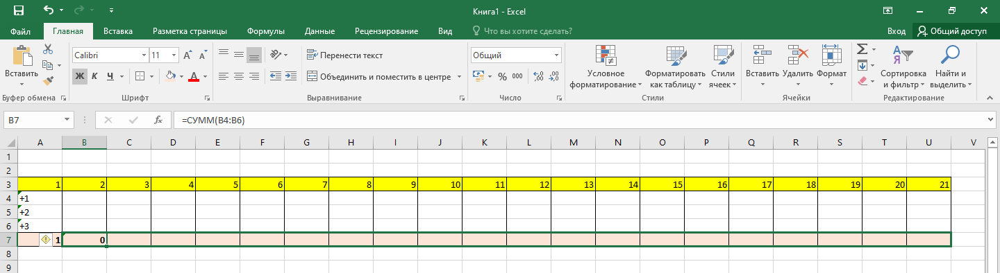 Книга1 - Excel
Файл Главная Вставка Разметка страницы Формулы Данные Рецензирование Вид Что вы хотите сделать? Вход Общий доступ
Вставить
Буфер обмена
Calibri 11
Ж К Ч А
Шрифт
Перенести текст
Объединить и поместить в центре
Выравнивание
Общий
% 000 ,00 ,00
Число
Условное форматирование
Форматировать как таблицу
Стили ячеек
Стили
Вставить Удалить Формат
Ячейки
Сортировка и фильтр
Найти и выделить
Редактирование
B7 fx =СУММ(B4:B6)
A B C D E F G H I J K L M N O P Q R S T U V
1
2
3 1 2 3 4 5 6 7 8 9 10 11 12 13 14 15 16 17 18 19 20 21
4 +1
5 +2
6 +3
7 1 0
8
9